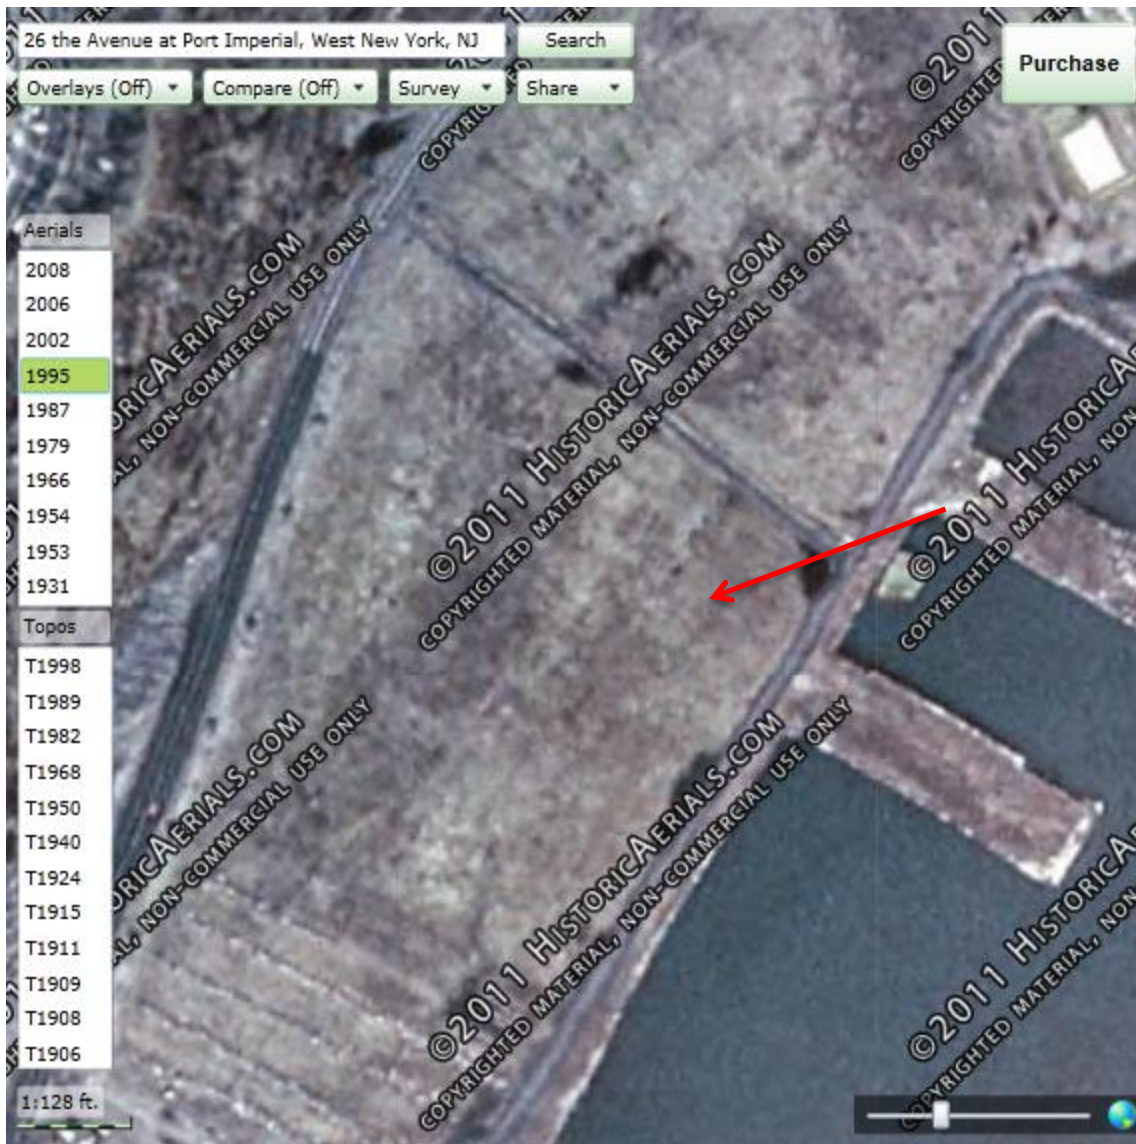 26 the Avenue at Port Imperial, West New York, NJ
Search
Purchase
Overlays (Off)
Compare (Off)
Survey
Share
Aerials
2008
2006
2002
1995
1987
1979
1966
1954
1953
1931
Topos
T1998
T1989
T1982
T1968
T1950
T1940
T1924
T1915
T1911
T1909
T1908
T1906
1:128 ft.
©2011 HISTORICAERIALS.COM
COPYRIGHTED MATERIAL, NON-COMMERCIAL USE ONLY
©2011 HISTORICAERIALS.COM
COPYRIGHTED MATERIAL, NON-COMMERCIAL USE ONLY